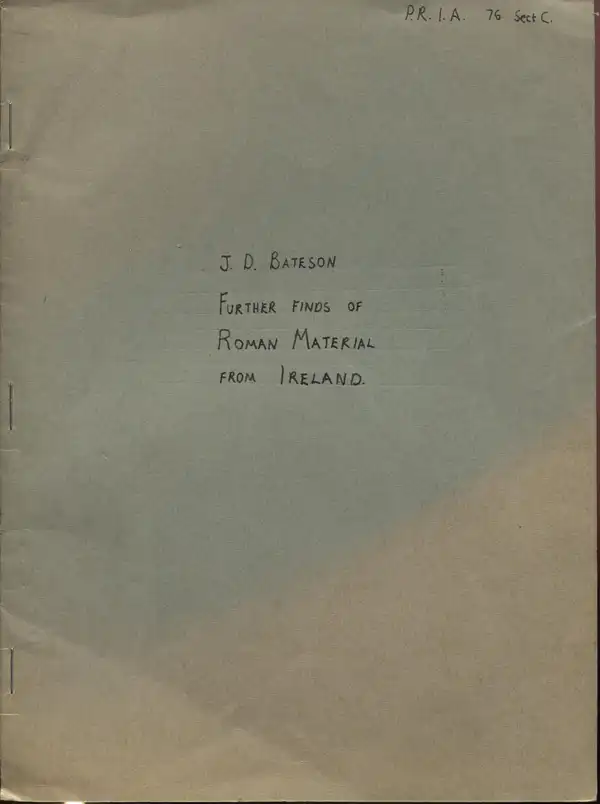 P.R.I.A. 76 Sect C.
J. D. BATESON
FURTHER FINDS OF
ROMAN MATERIAL
FROM IRELAND.